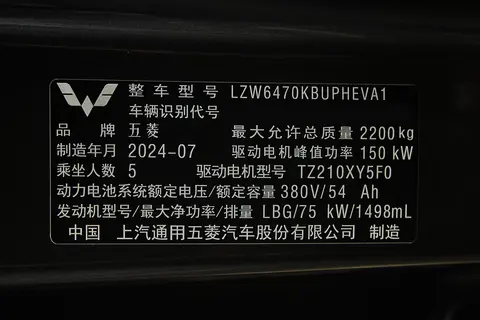 整车型号 LZW6470KBUPHEVA1
车辆识别代号
品牌 五菱 最大允许总质量 2200kg
制造年月 2024-07 驱动电机峰值功率 150 kW
乘坐人数 5 驱动电机型号 TZ210XY5F0
动力电池系统额定电压/额定容量 380V/54 Ah
发动机型号/最大净功率/排量 LBG/75 kW/1498mL
中国 上汽通用五菱汽车股份有限公司 制造